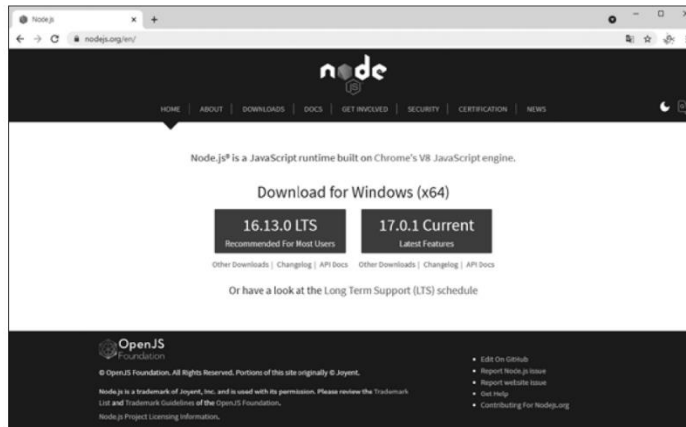 Node.js
nodejs.org/en/
node
JS
HOME | ABOUT | DOWNLOADS | DOCS | GET INVOLVED | SECURITY | CERTIFICATION | NEWS
Node.js® is a JavaScript runtime built on Chrome's V8 JavaScript engine.
Download for Windows (x64)
16.13.0 LTS
Recommended For Most Users
17.0.1 Current
Latest Features
Other Downloads | Changelog | API Docs
Other Downloads | Changelog | API Docs
Or have a look at the Long Term Support (LTS) schedule
OpenJS
Foundation
© OpenJS Foundation. All Rights Reserved. Portions of this site originally © Joyent.
Node.js is a trademark of Joyent, Inc. and is used with its permission. Please review the Trademark
List and Trademark Guidelines of the OpenJS Foundation.
Node.js Project Licensing Information.
Edit On GitHub
Report Node.js Issue
Report website Issue
Get Help
Contributing For Nodejs.org